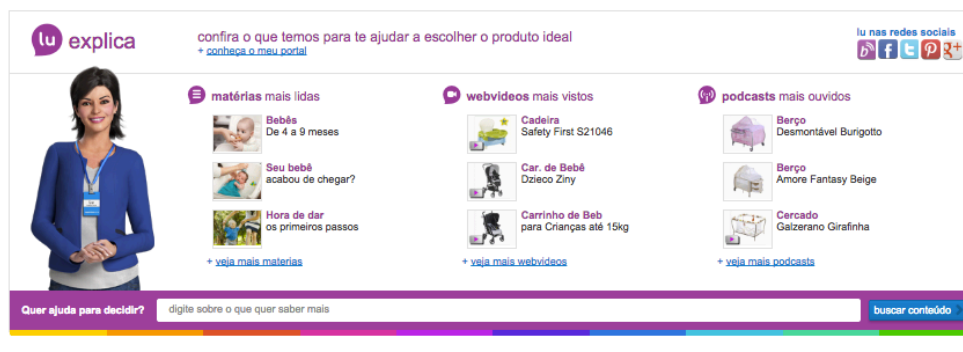 lu explica
confira o que temos para te ajudar a escolher o produto ideal
+ conheça o meu portal
lu nas redes sociais
b f t P g+
matérias mais lidas
Bebês
De 4 a 9 meses
Seu bebê
acabou de chegar?
Hora de dar
os primeiros passos
+ veja mais materias
webvideos mais vistos
Cadeira
Safety First S21046
Car. de Bebê
Dzieco Ziny
Carrinho de Beb
para Crianças até 15kg
+ veja mais webvideos
podcasts mais ouvidos
Berço
Desmontável Burigotto
Berço
Amore Fantasy Beige
Cercado
Galzerano Girafinha
+ veja mais podcasts
Quer ajuda para decidir?
digite sobre o que quer saber mais
buscar conteúdo